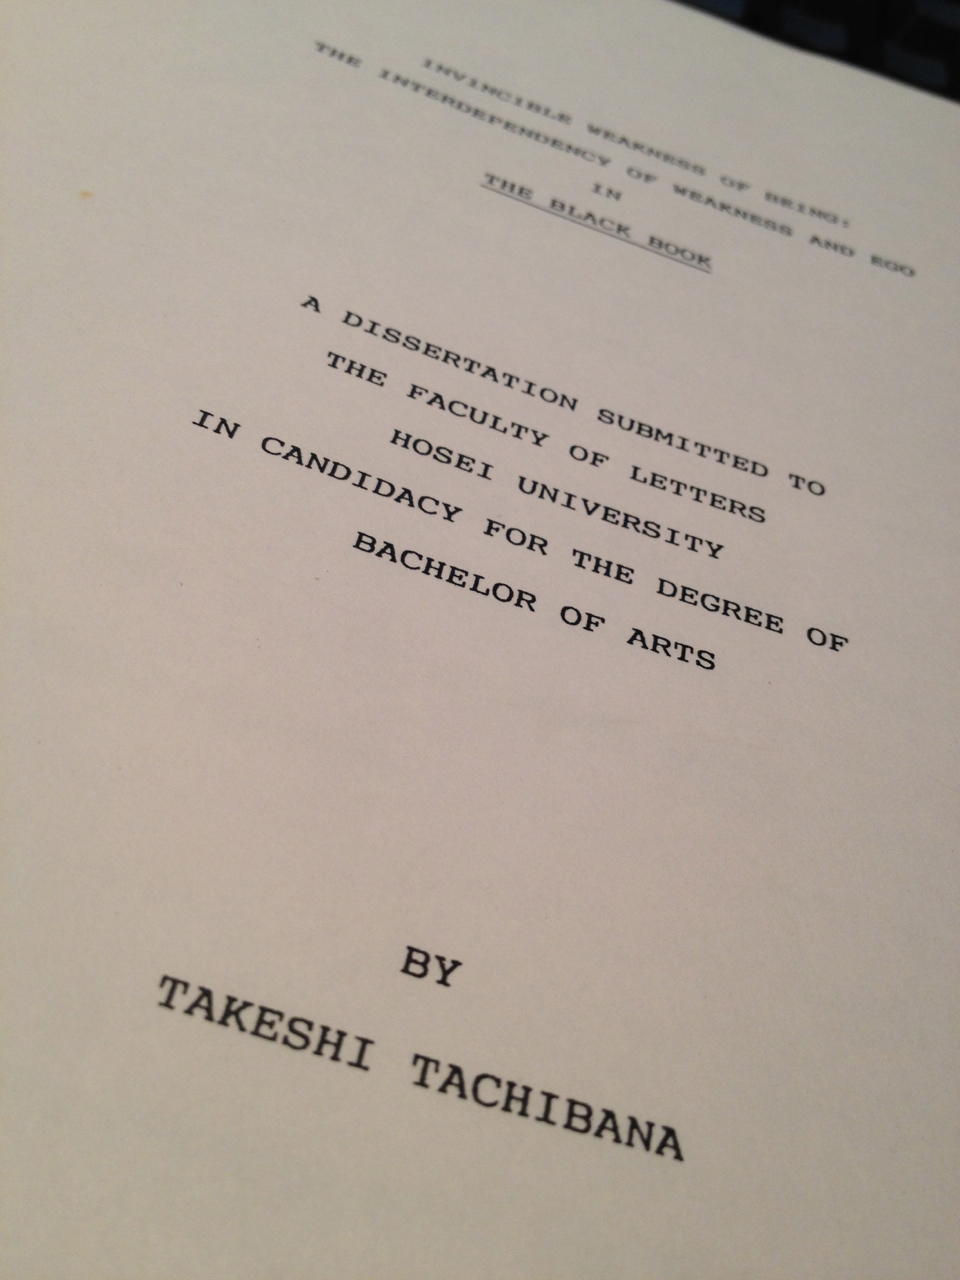 INVINCIBLE WEAKNESS OF BEING:
THE INTERDEPENDENCY OF WEAKNESS AND EGO
IN
THE BLACK BOOK
A DISSERTATION SUBMITTED TO
THE FACULTY OF LETTERS
HOSEI UNIVERSITY
IN CANDIDACY FOR THE DEGREE OF
BACHELOR OF ARTS
BY
TAKESHI TACHIBANA